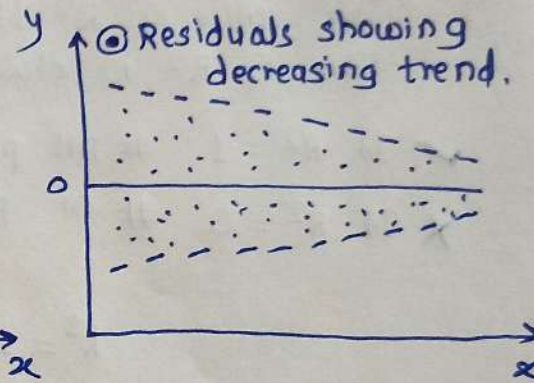 y
⊙ Residuals showing
decreasing trend.
0
x
x